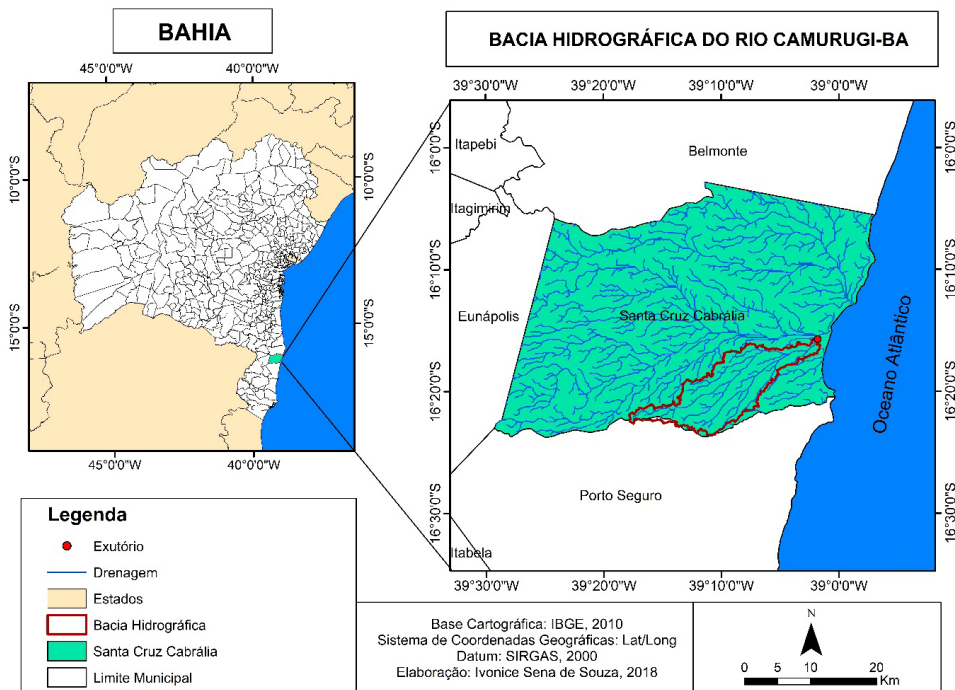 BAHIA
45°0'0"W
40°0'0"W
10°0'0"S
10°0'0"S
15°0'0"S
15°0'0"S
45°0'0"W
40°0'0"W
BACIA HIDROGRÁFICA DO RIO CAMURUGI-BA
39°30'0"W
39°20'0"W
39°10'0"W
39°0'0"W
16°0'0"S
16°0'0"S
Itapebi
Belmonte
Itagimirim
16°10'0"S
16°10'0"S
Eunápolis
Santa Cruz Cabrália
Oceano Atlântico
16°20'0"S
16°20'0"S
Porto Seguro
16°30'0"S
16°30'0"S
Itabela
39°30'0"W
39°20'0"W
39°10'0"W
39°0'0"W
Legenda
Exutório
Drenagem
Estados
Bacia Hidrográfica
Santa Cruz Cabrália
Limite Municipal
Base Cartográfica: IBGE, 2010
Sistema de Coordenadas Geográficas: Lat/Long
Datum: SIRGAS, 2000
Elaboração: Ivonice Sena de Souza, 2018
N
0 5 10 20
Km